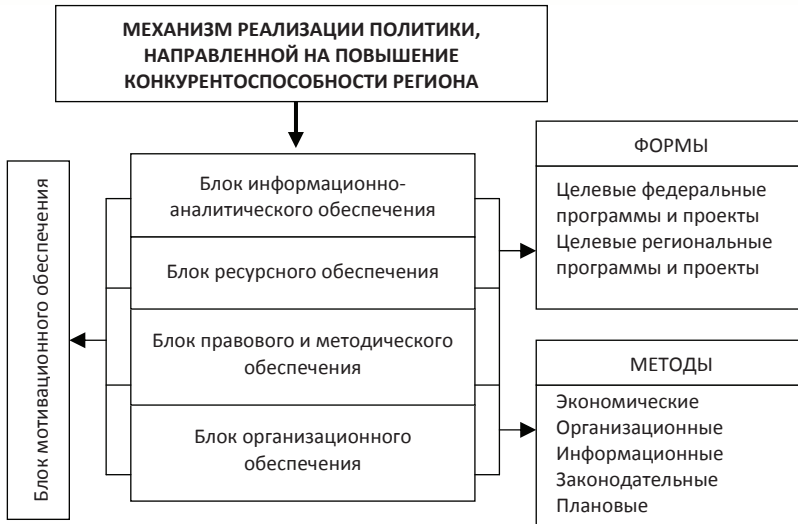 МЕХАНИЗМ РЕАЛИЗАЦИИ ПОЛИТИКИ,
НАПРАВЛЕННОЙ НА ПОВЫШЕНИЕ
КОНКУРЕНТОСПОСОБНОСТИ РЕГИОНА
Блок мотивационного обеспечения
Блок информационно-
аналитического обеспечения
Блок ресурсного обеспечения
Блок правового и методического
обеспечения
Блок организационного
обеспечения
ФОРМЫ
Целевые федеральные
программы и проекты
Целевые региональные
программы и проекты
МЕТОДЫ
Экономические
Организационные
Информационные
Законодательные
Плановые